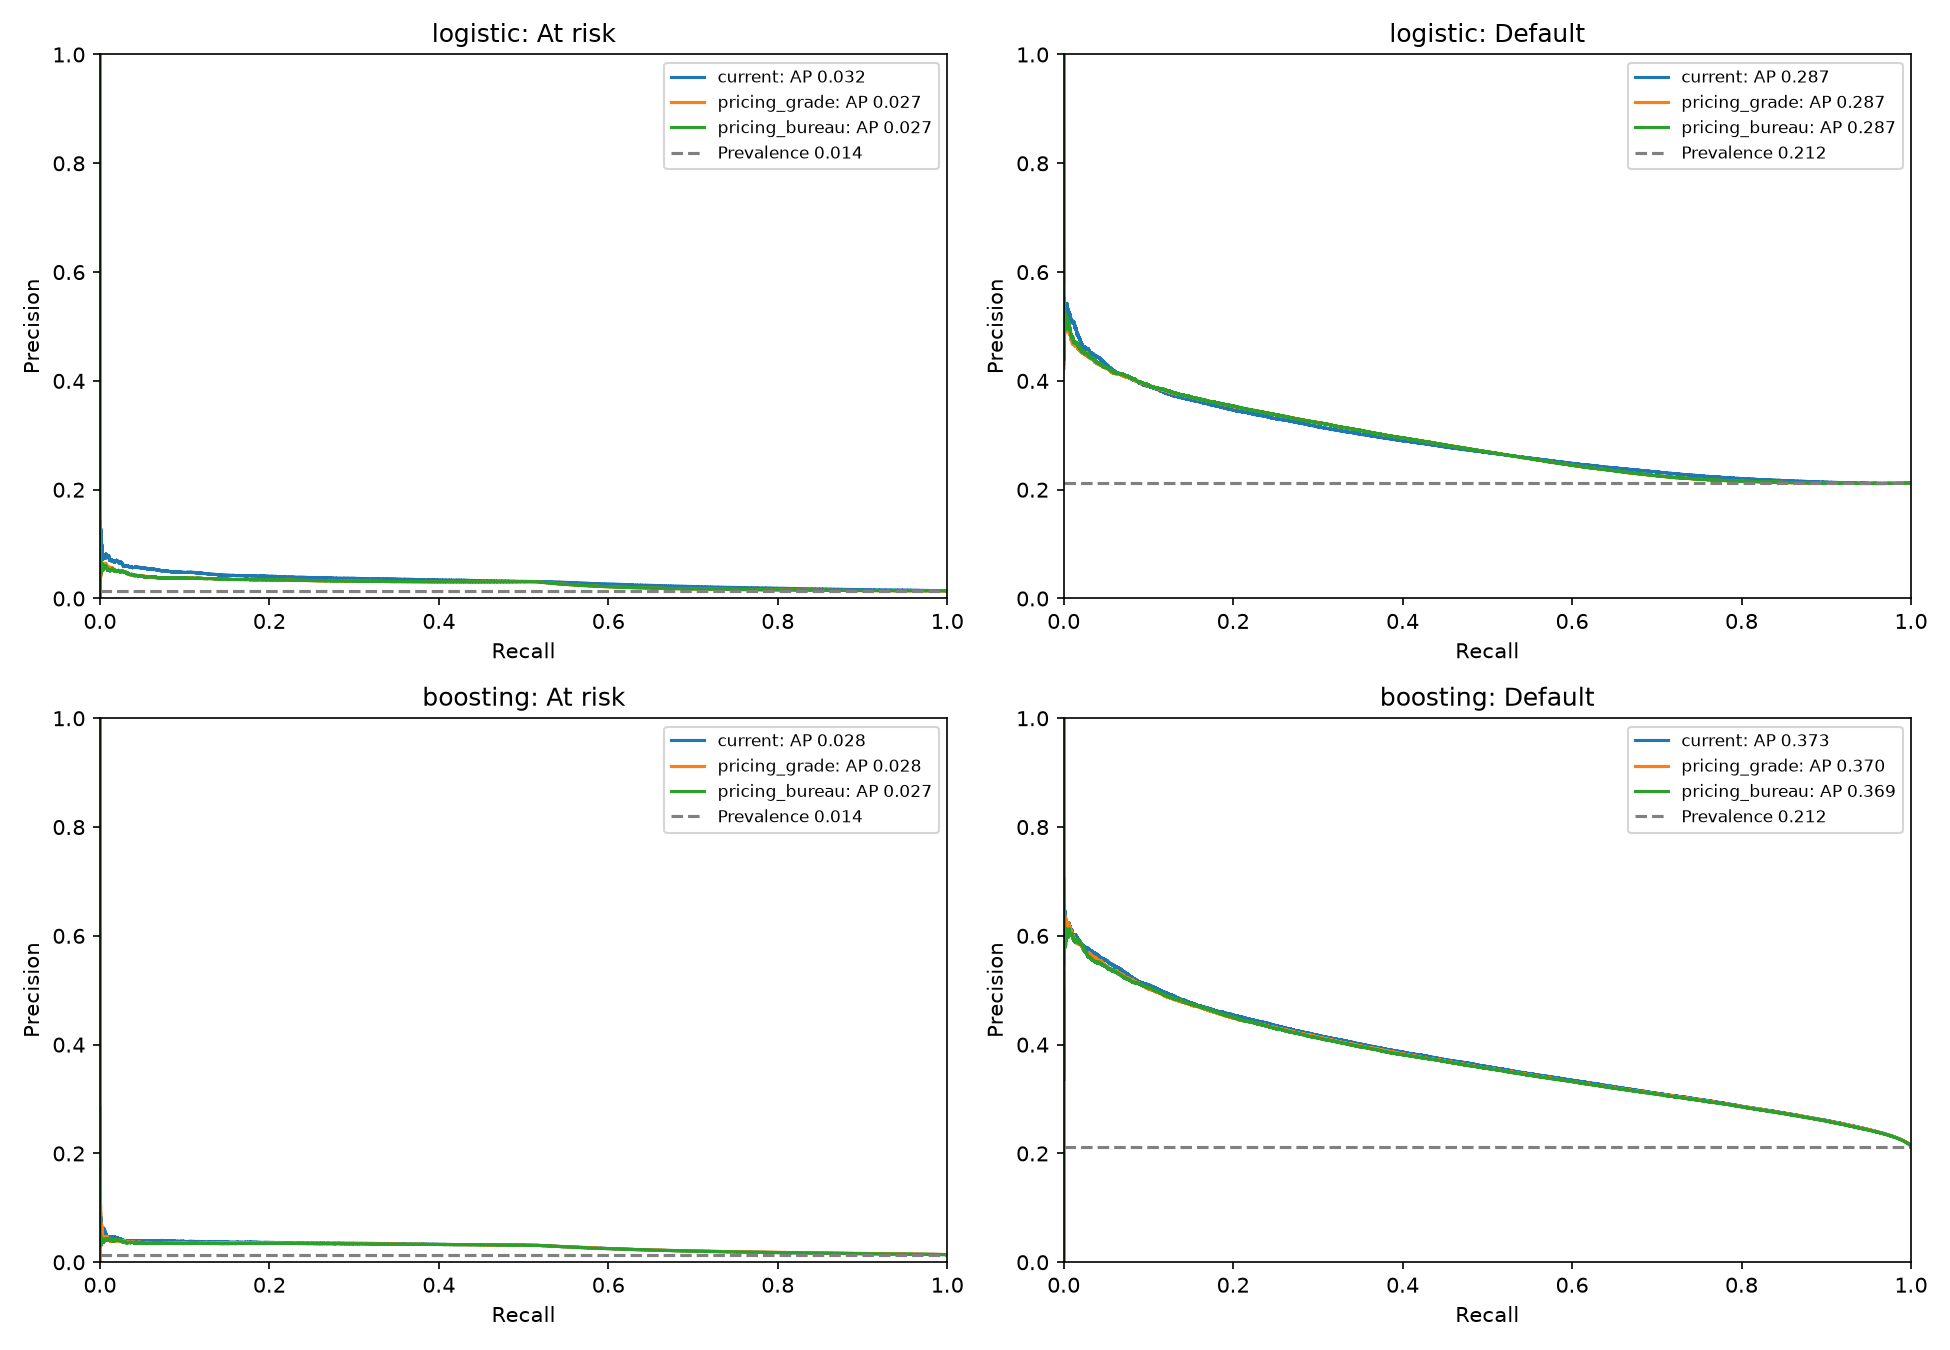 logistic: At risk
1.0
0.8
0.6
0.4
0.2
0.0
Precision
current: AP 0.032
pricing_grade: AP 0.027
pricing_bureau: AP 0.027
Prevalence 0.014
0.0 0.2 0.4 0.6 0.8 1.0
Recall
logistic: Default
1.0
0.8
0.6
0.4
0.2
0.0
Precision
current: AP 0.287
pricing_grade: AP 0.287
pricing_bureau: AP 0.287
Prevalence 0.212
0.0 0.2 0.4 0.6 0.8 1.0
Recall
boosting: At risk
1.0
0.8
0.6
0.4
0.2
0.0
Precision
current: AP 0.028
pricing_grade: AP 0.028
pricing_bureau: AP 0.027
Prevalence 0.014
0.0 0.2 0.4 0.6 0.8 1.0
Recall
boosting: Default
1.0
0.8
0.6
0.4
0.2
0.0
Precision
current: AP 0.373
pricing_grade: AP 0.370
pricing_bureau: AP 0.369
Prevalence 0.212
0.0 0.2 0.4 0.6 0.8 1.0
Recall